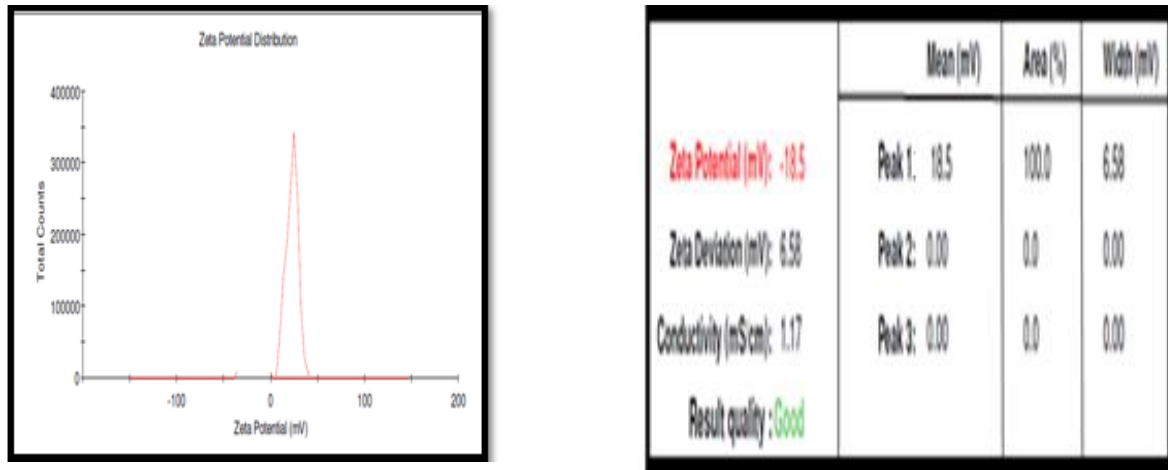 Zeta Potential Distribution
400000
300000
200000
100000
0
Total Counts
-100 0 100 200
Zeta Potential (mV)
Mean (mV) Area (%) Width (mV)
Zeta Potential (mV): -18.5 Peak 1: 18.5 100.0 6.58
Zeta Deviation (mV): 6.58 Peak 2: 0.00 0.0 0.00
Conductivity (mS/cm): 1.17 Peak 3: 0.00 0.0 0.00
Result quality : Good